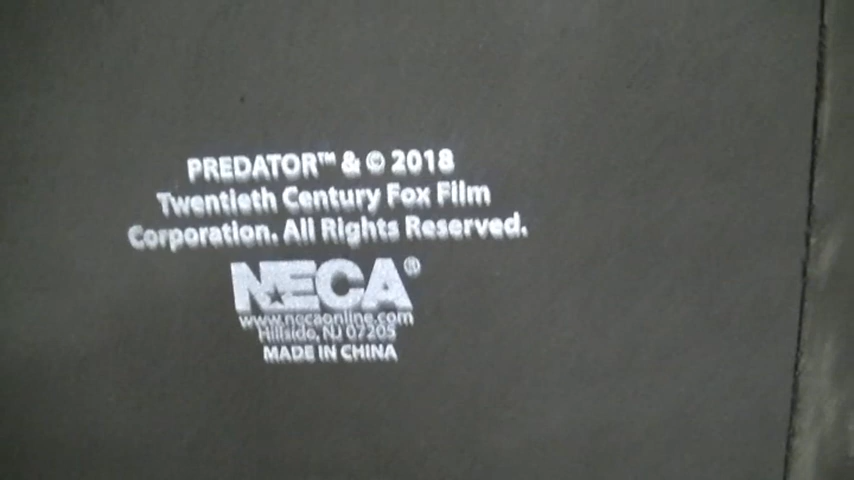 PREDATOR™ & © 2018
Twentieth Century Fox Film
Corporation. All Rights Reserved.
NECA®
www.necaonline.com
Hillside, NJ 07205
MADE IN CHINA